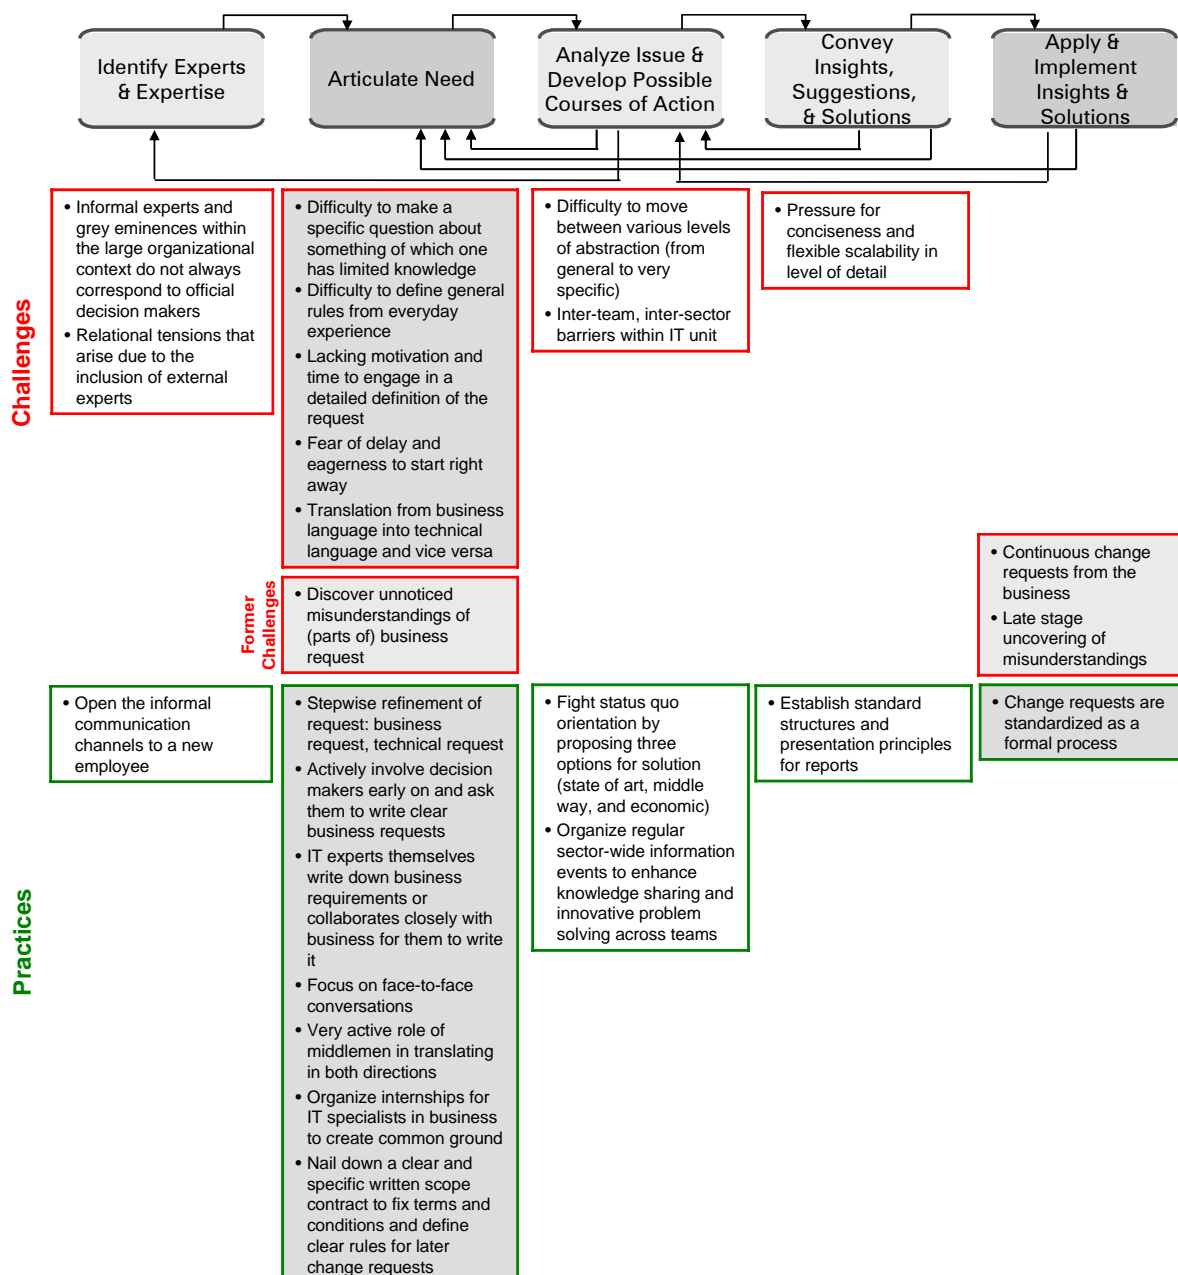 Identify Experts
& Expertise
Articulate Need
Analyze Issue &
Develop Possible
Courses of Action
Convey
Insights,
Suggestions,
& Solutions
Apply &
Implement
Insights &
Solutions
Challenges
• Informal experts and
grey eminences within
the large organizational
context do not always
correspond to official
decision makers
• Relational tensions that
arise due to the
inclusion of external
experts
• Difficulty to make a
specific question about
something of which one
has limited knowledge
• Difficulty to define general
rules from everyday
experience
• Lacking motivation and
time to engage in a
detailed definition of the
request
• Fear of delay and
eagerness to start right
away
• Translation from business
language into technical
language and vice versa
• Difficulty to move
between various levels
of abstraction (from
general to very
specific)
• Inter-team, inter-sector
barriers within IT unit
• Pressure for
conciseness and
flexible scalability in
level of detail
Former
Challenges
• Discover unnoticed
misunderstandings of
(parts of) business
request
• Continuous change
requests from the
business
• Late stage
uncovering of
misunderstandings
Practices
• Open the informal
communication
channels to a new
employee
• Stepwise refinement of
request: business
request, technical request
• Actively involve decision
makers early on and ask
them to write clear
business requests
• IT experts themselves
write down business
requirements or
collaborates closely with
business for them to write
it
• Focus on face-to-face
conversations
• Very active role of
middlemen in translating
in both directions
• Organize internships for
IT specialists in business
to create common ground
• Nail down a clear and
specific written scope
contract to fix terms and
conditions and define
clear rules for later
change requests
• Fight status quo
orientation by
proposing three
options for solution
(state of art, middle
way, and economic)
• Organize regular
sector-wide information
events to enhance
knowledge sharing and
innovative problem
solving across teams
• Establish standard
structures and
presentation principles
for reports
• Change requests are
standardized as a
formal process